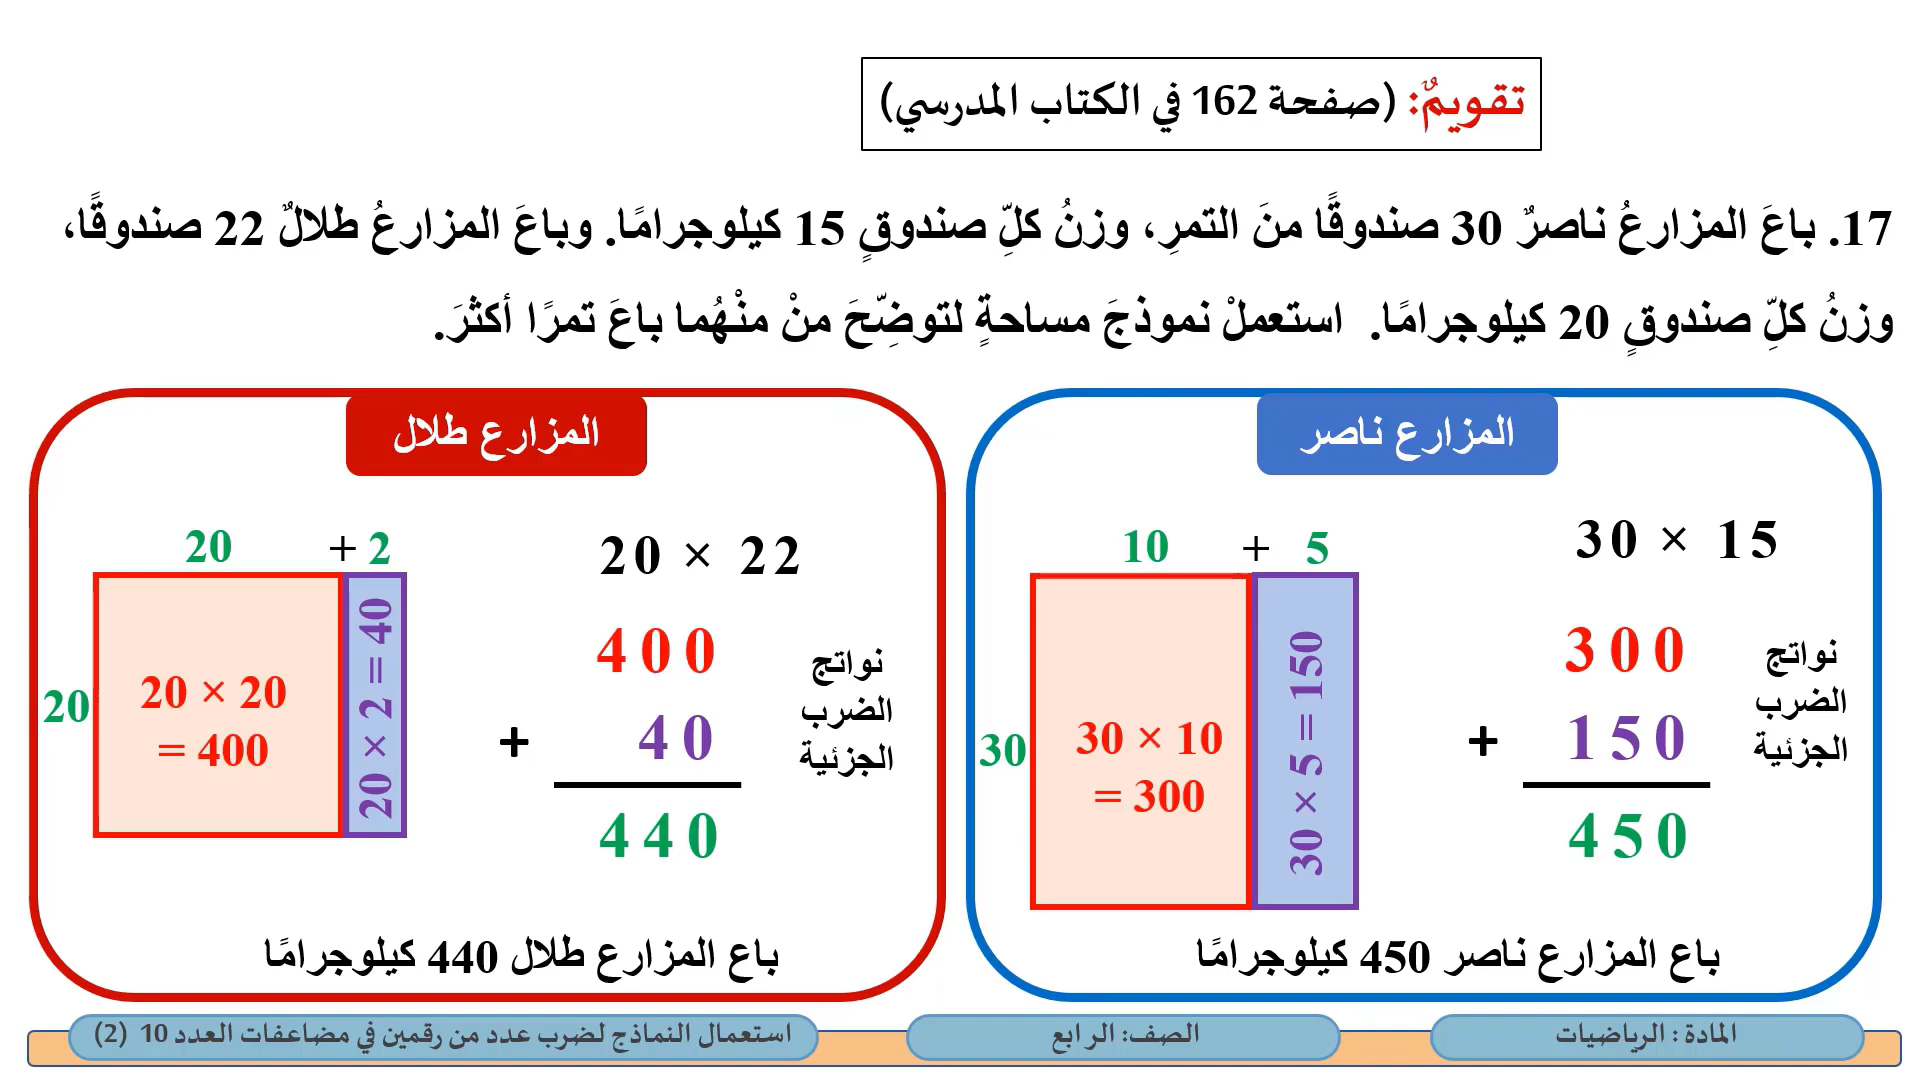 تقويمٌ: (صفحة 162 في الكتاب المدرسي)
17. باعَ المزارعُ ناصرٌ 30 صندوقًا منَ التمرِ، وزنُ كلِّ صندوقٍ 15 كيلوجرامًا. وباعَ المزارعُ طلالٌ 22 صندوقًا،
وزنُ كلِّ صندوقٍ 20 كيلوجرامًا. استعملْ نموذجَ مساحةٍ لتوضِّحَ منْ منْهُما باعَ تمرًا أكثرَ.
المزارع ناصر
30 × 15
10 + 5
30
30 × 10
= 300
30 × 5 = 150
نواتج
الضرب
الجزئية
300
+ 150
450
باع المزارع ناصر 450 كيلوجرامًا
المزارع طلال
20 × 22
20 + 2
20
20 × 20
= 400
20 × 2 = 40
نواتج
الضرب
الجزئية
400
+ 40
440
باع المزارع طلال 440 كيلوجرامًا
المادة : الرياضيات
الصف: الرابع
استعمال النماذج لضرب عدد من رقمين في مضاعفات العدد 10 (2)